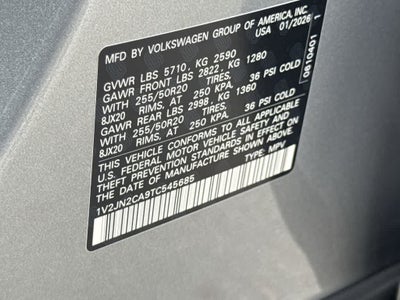 MFD BY VOLKSWAGEN GROUP OF AMERICA, INC.
USA 01/2026 1
GVWR LBS 5710, KG 2590
GAWR FRONT LBS 2822, KG 1280
WITH 255/50R20 TIRES,
8JX20 RIMS, AT 250 KPA, 36 PSI COLD
GAWR REAR LBS 2998, KG 1360
WITH 255/50R20 TIRES,
8JX20 RIMS, AT 250 KPA, 36 PSI COLD
THIS VEHICLE CONFORMS TO ALL APPLICABLE
U.S. FEDERAL MOTOR VEHICLE SAFETY AND
THEFT PREVENTION STANDARDS IN EFFECT
ON THE DATE OF MANUFACTURE SHOWN ABOVE.
1V2JN2CA9TC545685 TYPE: MPV
0610401